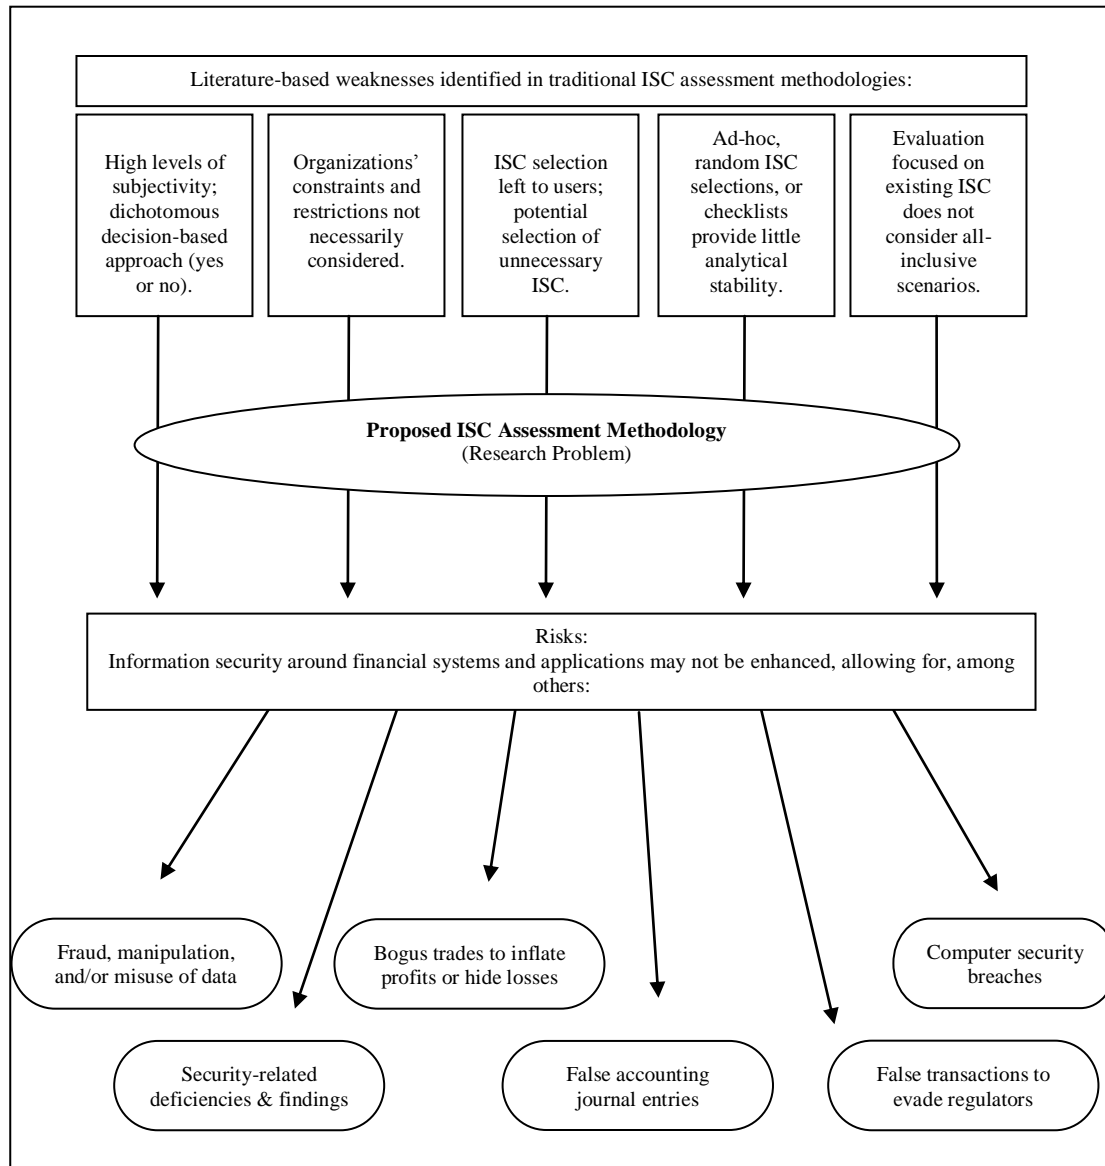 Literature-based weaknesses identified in traditional ISC assessment methodologies:
High levels of
subjectivity;
dichotomous
decision-based
approach (yes
or no).
Organizations’
constraints and
restrictions not
necessarily
considered.
ISC selection
left to users;
potential
selection of
unnecessary
ISC.
Ad-hoc,
random ISC
selections, or
checklists
provide little
analytical
stability.
Evaluation
focused on
existing ISC
does not
consider all-
inclusive
scenarios.
Proposed ISC Assessment Methodology
(Research Problem)
Risks:
Information security around financial systems and applications may not be enhanced, allowing for, among
others:
Fraud, manipulation,
and/or misuse of data
Bogus trades to inflate
profits or hide losses
Computer security
breaches
Security-related
deficiencies & findings
False accounting
journal entries
False transactions to
evade regulators